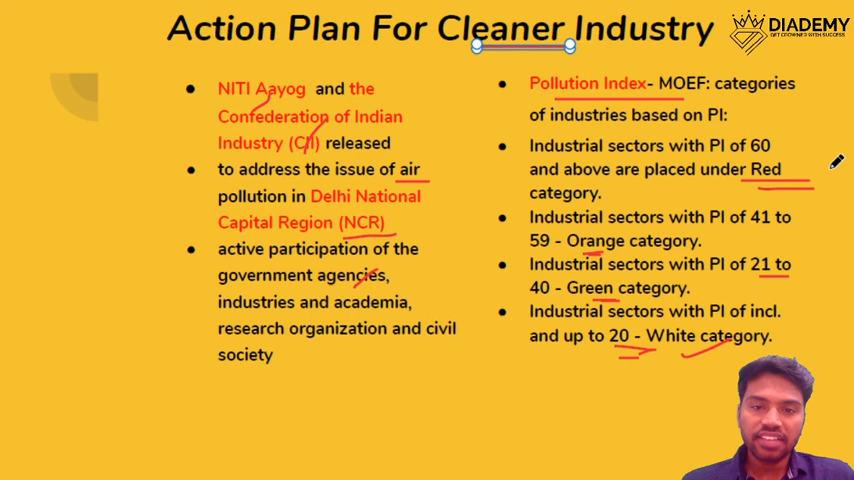 Action Plan For Cleaner Industry
DIADEMY
GET CROWNED WITH SUCCESS
NITI Aayog and the
Confederation of Indian
Industry (CII) released
to address the issue of air
pollution in Delhi National
Capital Region (NCR)
active participation of the
government agencies,
industries and academia,
research organization and civil
society
Pollution Index- MOEF: categories
of industries based on PI:
Industrial sectors with PI of 60
and above are placed under Red
category.
Industrial sectors with PI of 41 to
59 - Orange category.
Industrial sectors with PI of 21 to
40 - Green category.
Industrial sectors with PI of incl.
and up to 20 - White category.